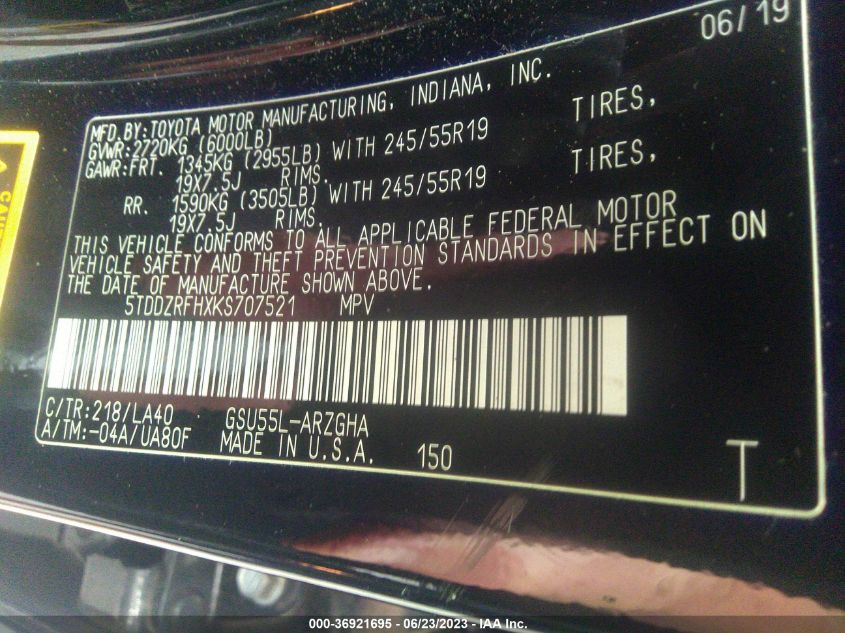 06/19
MFD.BY:TOYOTA MOTOR MANUFACTURING, INDIANA, INC.
GVWR:2720KG (6000LB)
GAWR:FRT. 1345KG (2955LB) WITH 245/55R19 TIRES,
19X7.5J RIMS.
RR. 1590KG (3505LB) WITH 245/55R19 TIRES,
19X7.5J RIMS.
THIS VEHICLE CONFORMS TO ALL APPLICABLE FEDERAL MOTOR
VEHICLE SAFETY AND THEFT PREVENTION STANDARDS IN EFFECT ON
THE DATE OF MANUFACTURE SHOWN ABOVE.
5TDDZRFHXKS707521 MPV
C/TR:218/LA40 GSU55L-ARZGHA
A/TM:-04A/UA80F MADE IN U.S.A. 150
T
000-36921695 - 06/23/2023 - IAA Inc.